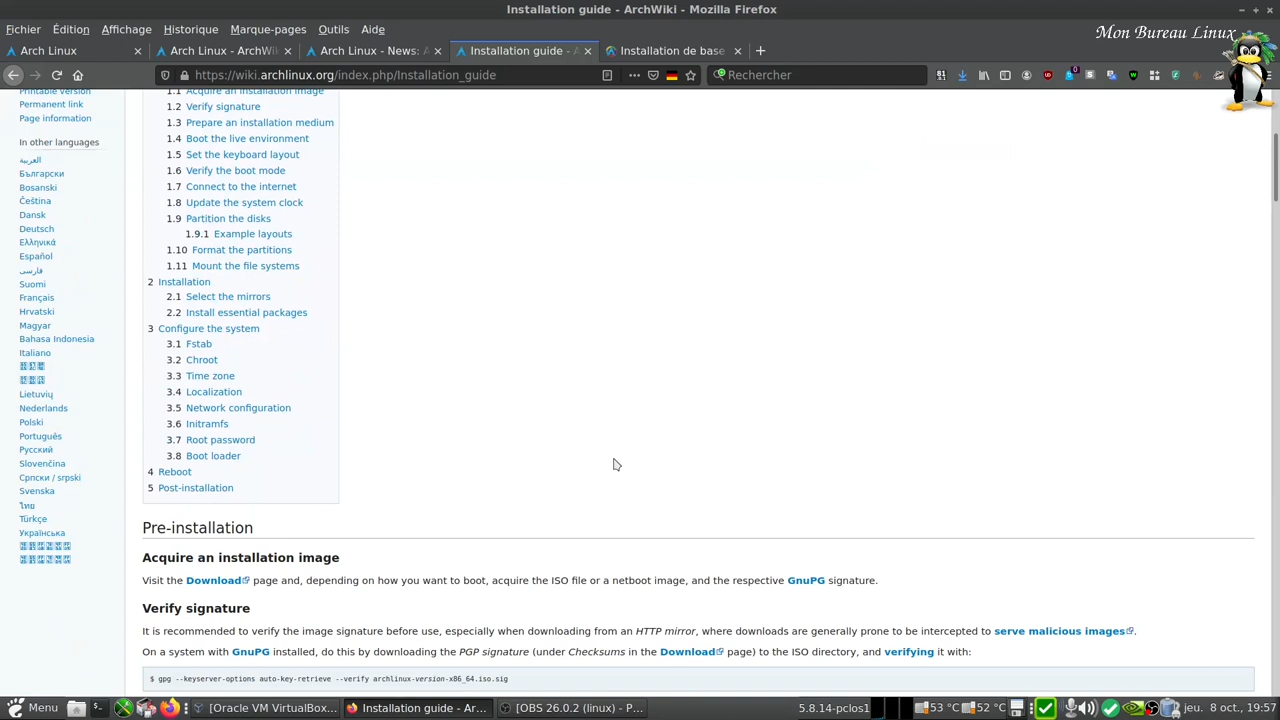 Installation guide - ArchWiki - Mozilla Firefox
Fichier Édition Affichage Historique Marque-pages Outils Aide
Mon Bureau Linux
Arch Linux
Arch Linux - ArchWi
Arch Linux - News: A
Installation guide - A
Installation de base
https://wiki.archlinux.org/index.php/Installation_guide
Rechercher
Printable version
Permanent link
Page information
In other languages
العربية
Български
Bosanski
Čeština
Dansk
Deutsch
Ελληνικά
Español
فارسی
Suomi
Français
Hrvatski
Magyar
Bahasa Indonesia
Italiano
Lietuvių
Nederlands
Polski
Português
Русский
Slovenčina
Српски / srpski
Svenska
ไทย
Türkçe
Українська
1.1 Acquire an installation image
1.2 Verify signature
1.3 Prepare an installation medium
1.4 Boot the live environment
1.5 Set the keyboard layout
1.6 Verify the boot mode
1.7 Connect to the internet
1.8 Update the system clock
1.9 Partition the disks
1.9.1 Example layouts
1.10 Format the partitions
1.11 Mount the file systems
2 Installation
2.1 Select the mirrors
2.2 Install essential packages
3 Configure the system
3.1 Fstab
3.2 Chroot
3.3 Time zone
3.4 Localization
3.5 Network configuration
3.6 Initramfs
3.7 Root password
3.8 Boot loader
4 Reboot
5 Post-installation
Pre-installation
Acquire an installation image
Visit the Download page and, depending on how you want to boot, acquire the ISO file or a netboot image, and the respective GnuPG signature.
Verify signature
It is recommended to verify the image signature before use, especially when downloading from an HTTP mirror, where downloads are generally prone to be intercepted to serve malicious images.
On a system with GnuPG installed, do this by downloading the PGP signature (under Checksums in the Download page) to the ISO directory, and verifying it with:
$ gpg --keyserver-options auto-key-retrieve --verify archlinux-version-x86_64.iso.sig
Menu
[Oracle VM VirtualBox...
Installation guide - Ar...
[OBS 26.0.2 (linux) - P...
5.8.14-pclos1
53 °C
52 °C
jeu. 8 oct., 19:57